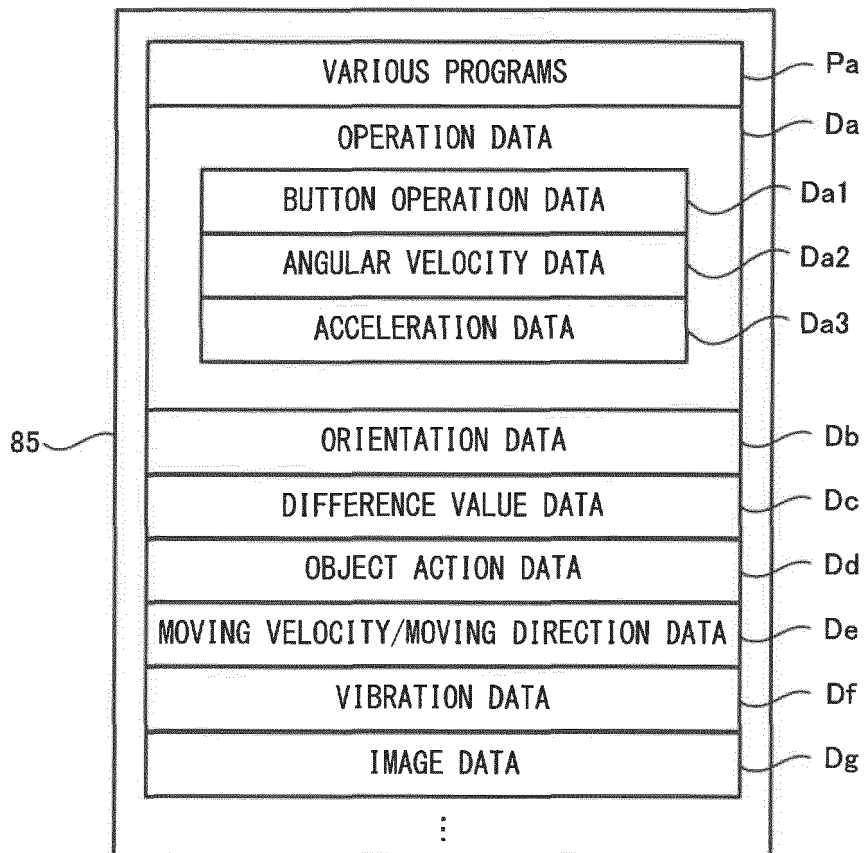 VARIOUS PROGRAMS Pa
OPERATION DATA Da
BUTTON OPERATION DATA Da1
ANGULAR VELOCITY DATA Da2
ACCELERATION DATA Da3
85
ORIENTATION DATA Db
DIFFERENCE VALUE DATA Dc
OBJECT ACTION DATA Dd
MOVING VELOCITY/MOVING DIRECTION DATA De
VIBRATION DATA Df
IMAGE DATA Dg
⋮